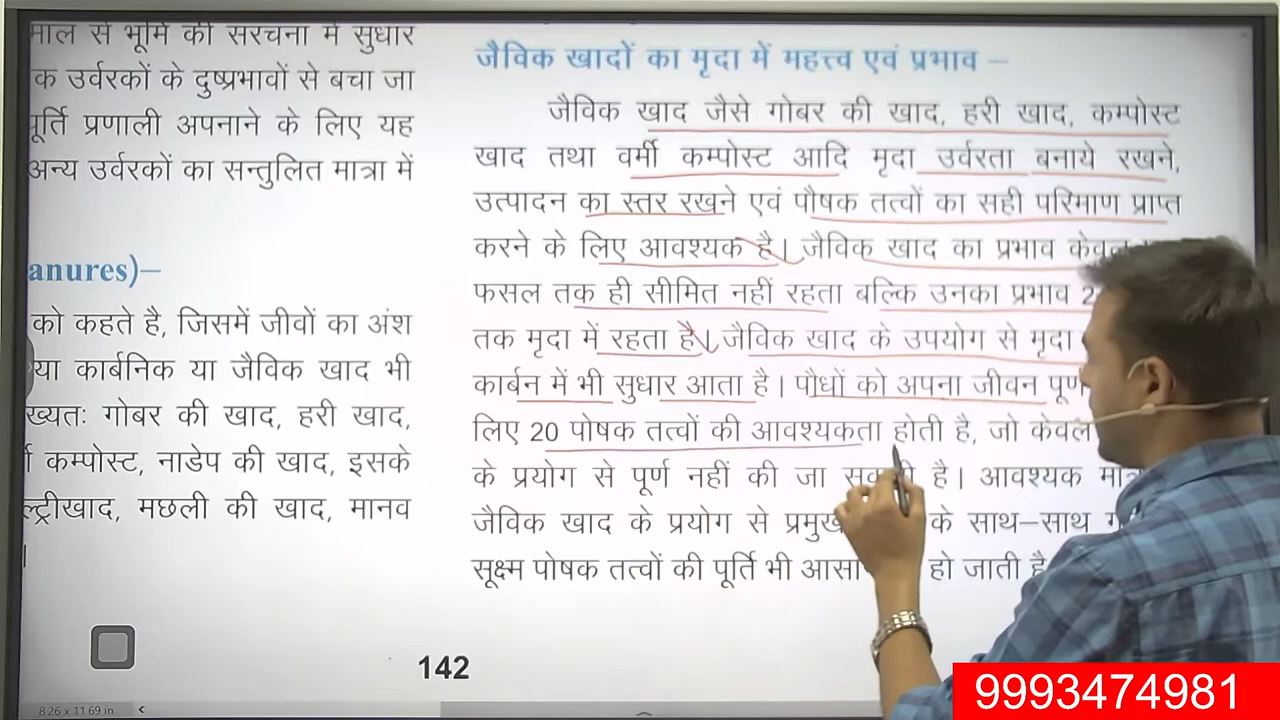 माल से भूमि की संरचना में सुधार
क उर्वरकों के दुष्प्रभावों से बचा जा
पूर्ति प्रणाली अपनाने के लिए यह
अन्य उर्वरकों का सन्तुलित मात्रा में
anures)–
को कहते है, जिसमें जीवों का अंश
या कार्बनिक या जैविक खाद भी
ख्यतः गोबर की खाद, हरी खाद,
कम्पोस्ट, नाडेप की खाद, इसके
ल्ट्रीखाद, मछली की खाद, मानव
जैविक खादों का मृदा में महत्त्व एवं प्रभाव –
जैविक खाद जैसे गोबर की खाद, हरी खाद, कम्पोस्ट
खाद तथा वर्मी कम्पोस्ट आदि मृदा उर्वरता बनाये रखने,
उत्पादन का स्तर रखने एवं पौषक तत्वों का सही परिमाण प्राप्त
करने के लिए आवश्यक है। जैविक खाद का प्रभाव केवल
फसल तक ही सीमित नहीं रहता बल्कि उनका प्रभाव 2
तक मृदा में रहता है। जैविक खाद के उपयोग से मृदा
कार्बन में भी सुधार आता है। पौधों को अपना जीवन पूर्ण
लिए 20 पोषक तत्वों की आवश्यकता होती है, जो केवल
के प्रयोग से पूर्ण नहीं की जा है। आवश्यक
जैविक खाद के प्रयोग से प्रमुख के साथ–साथ
सूक्ष्म पोषक तत्वों की पूर्ति भी हो जाती है
142
8.26 x 11.69 in
9993474981